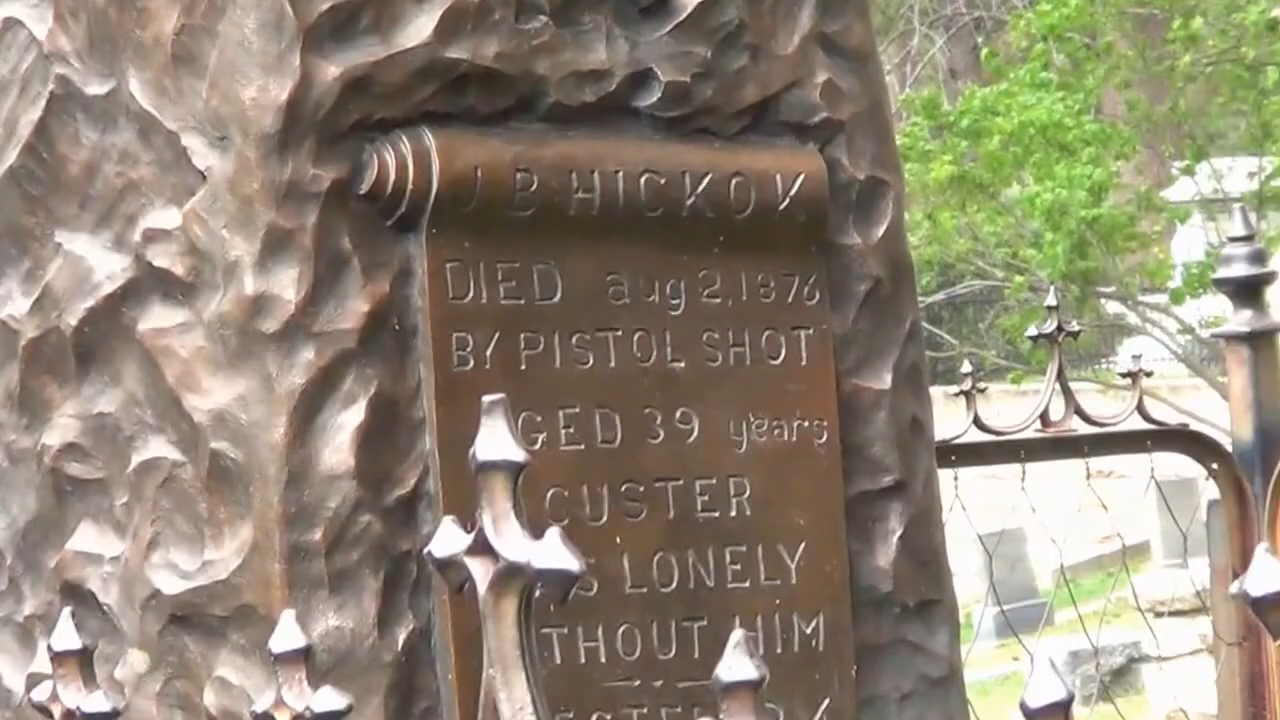 J B HICKOK
DIED aug 2, 1876
BY PISTOL SHOT
GED 39 years
CUSTER
S LONELY
THOUT HIM